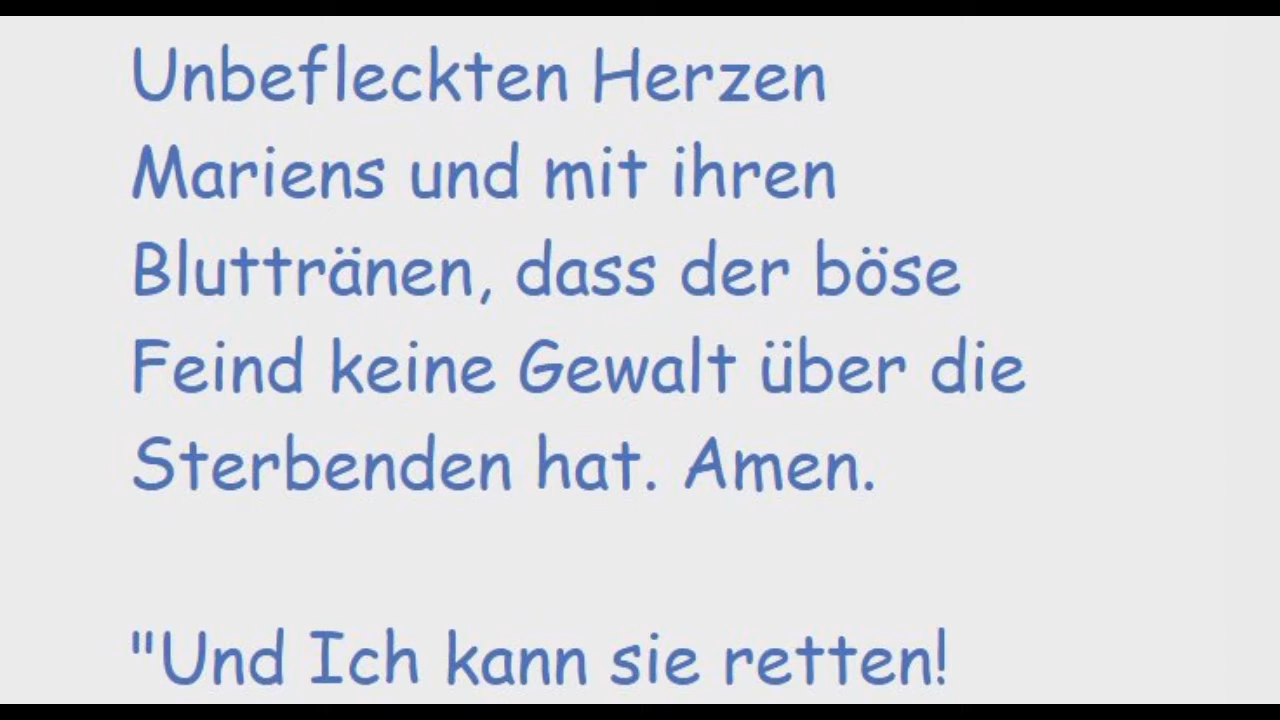 Unbefleckten Herzen
Mariens und mit ihren
Bluttränen, dass der böse
Feind keine Gewalt über die
Sterbenden hat. Amen.
"Und Ich kann sie retten!